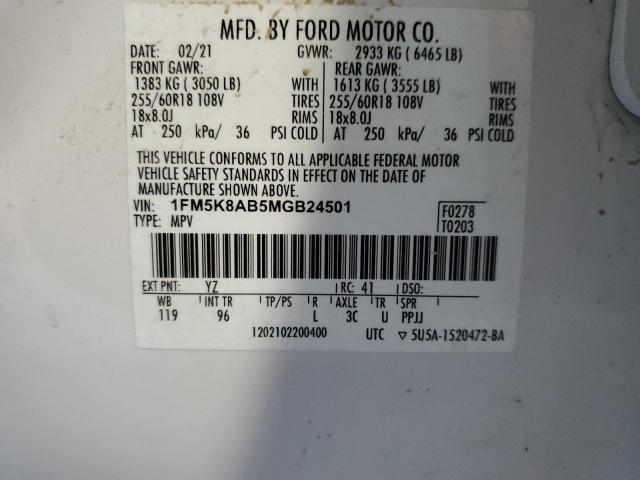 MFD. BY FORD MOTOR CO.
DATE: 02/21 GVWR: 2933 KG ( 6465 LB)
FRONT GAWR: REAR GAWR:
1383 KG ( 3050 LB) WITH 1613 KG ( 3555 LB) WITH
255/60R18 108V TIRES 255/60R18 108V TIRES
18x8.0J RIMS 18x8.0J RIMS
AT 250 kPa/ 36 PSI COLD AT 250 kPa/ 36 PSI COLD
THIS VEHICLE CONFORMS TO ALL APPLICABLE FEDERAL MOTOR
VEHICLE SAFETY STANDARDS IN EFFECT ON THE DATE OF
MANUFACTURE SHOWN ABOVE.
VIN: 1FM5K8AB5MGB24501 F0278
TYPE: MPV T0203
EXT PNT: YZ RC: 41 DSO:
WB INT TR TP/PS R AXLE TR SPR
119 96 L 3C U PPJJ
1202102200400 UTC ▽ 5U5A-1520472-BA